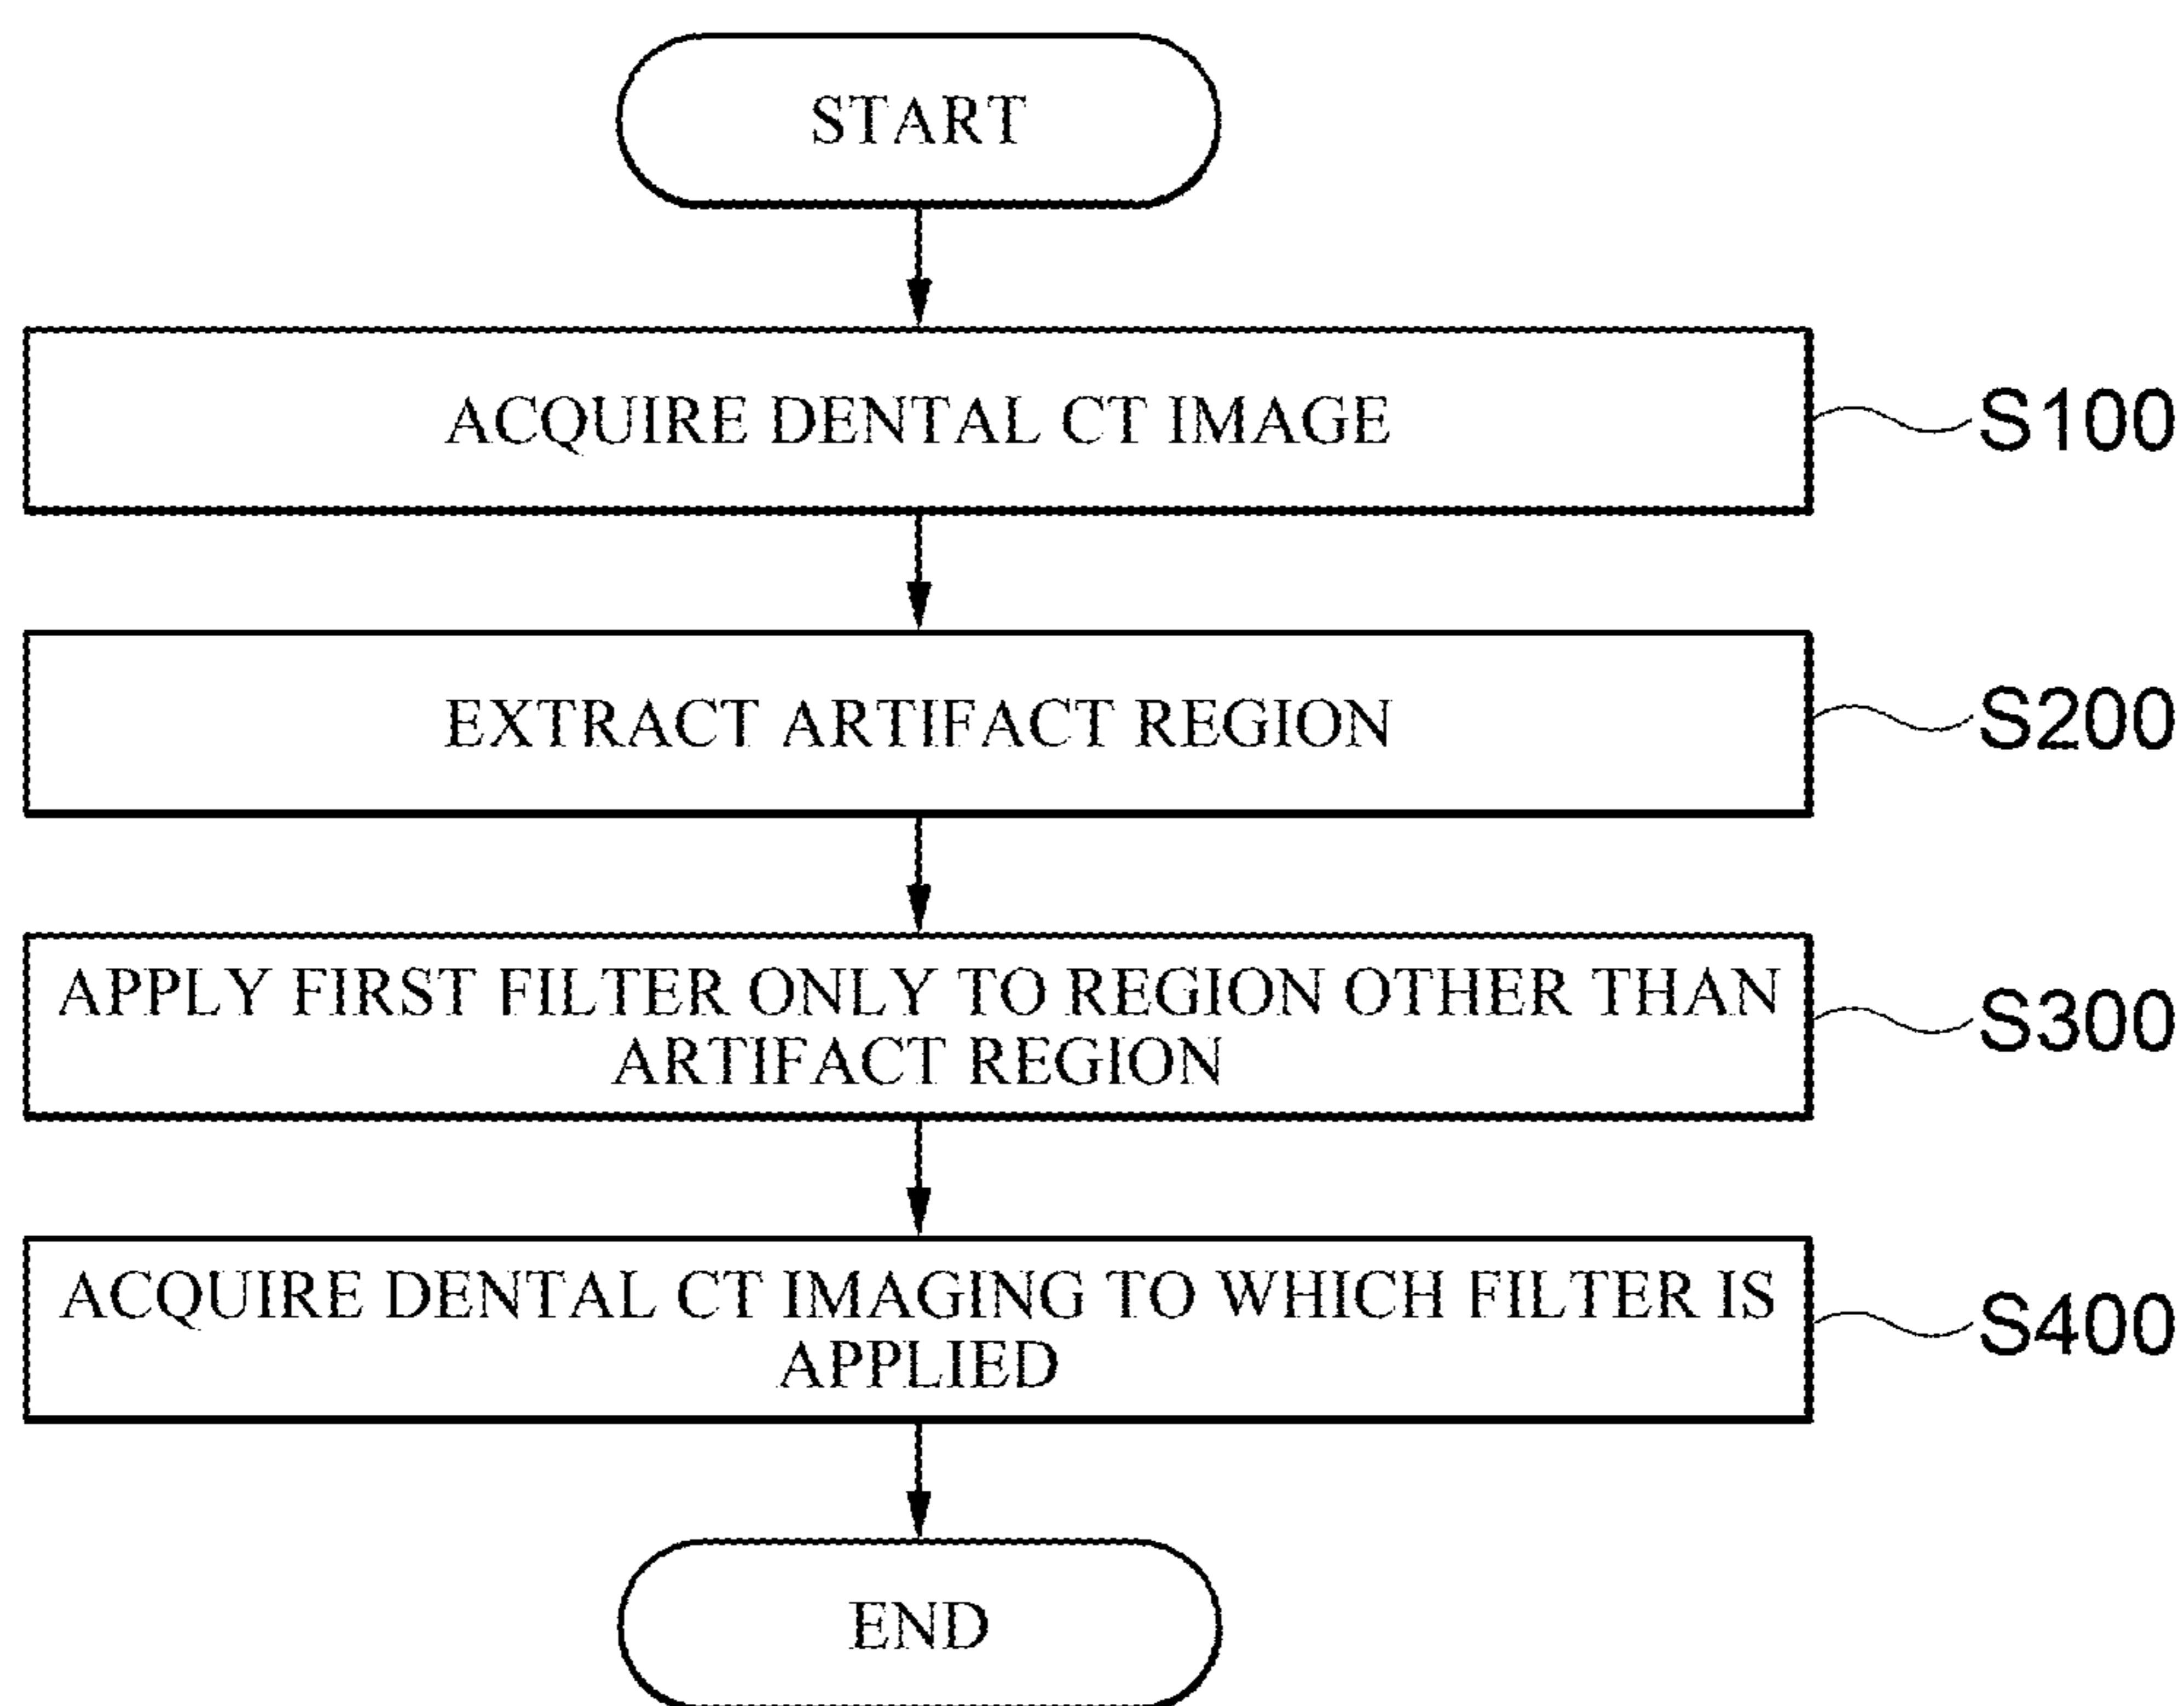 START
ACQUIRE DENTAL CT IMAGE
S100
EXTRACT ARTIFACT REGION
S200
APPLY FIRST FILTER ONLY TO REGION OTHER THAN
ARTIFACT REGION
S300
ACQUIRE DENTAL CT IMAGING TO WHICH FILTER IS
APPLIED
S400
END